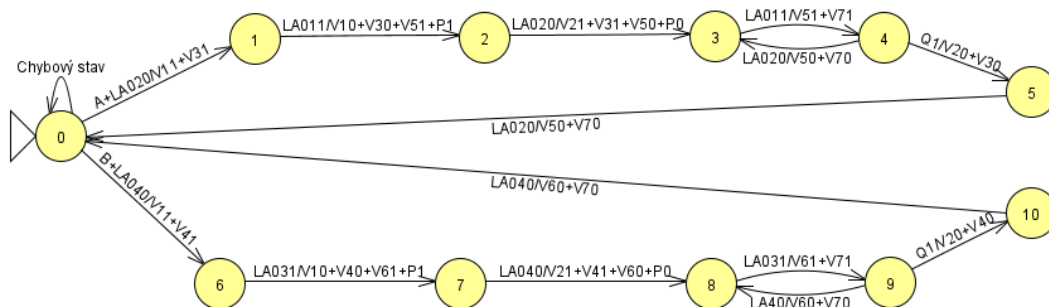 Chybový stav
0
A+LA020/V11+V31
1
LA011/V10+V30+V51+P1
2
LA020/V21+V31+V50+P0
3
LA011/V51+V71
LA020/V50+V70
4
Q1/V20+V30
5
LA020/V50+V70
LA040/V60+V70
B+LA040/V11+V41
6
LA031/V10+V40+V61+P1
7
LA040/V21+V41+V60+P0
8
LA031/V61+V71
LA40/V60+V70
9
Q1/V20+V40
10